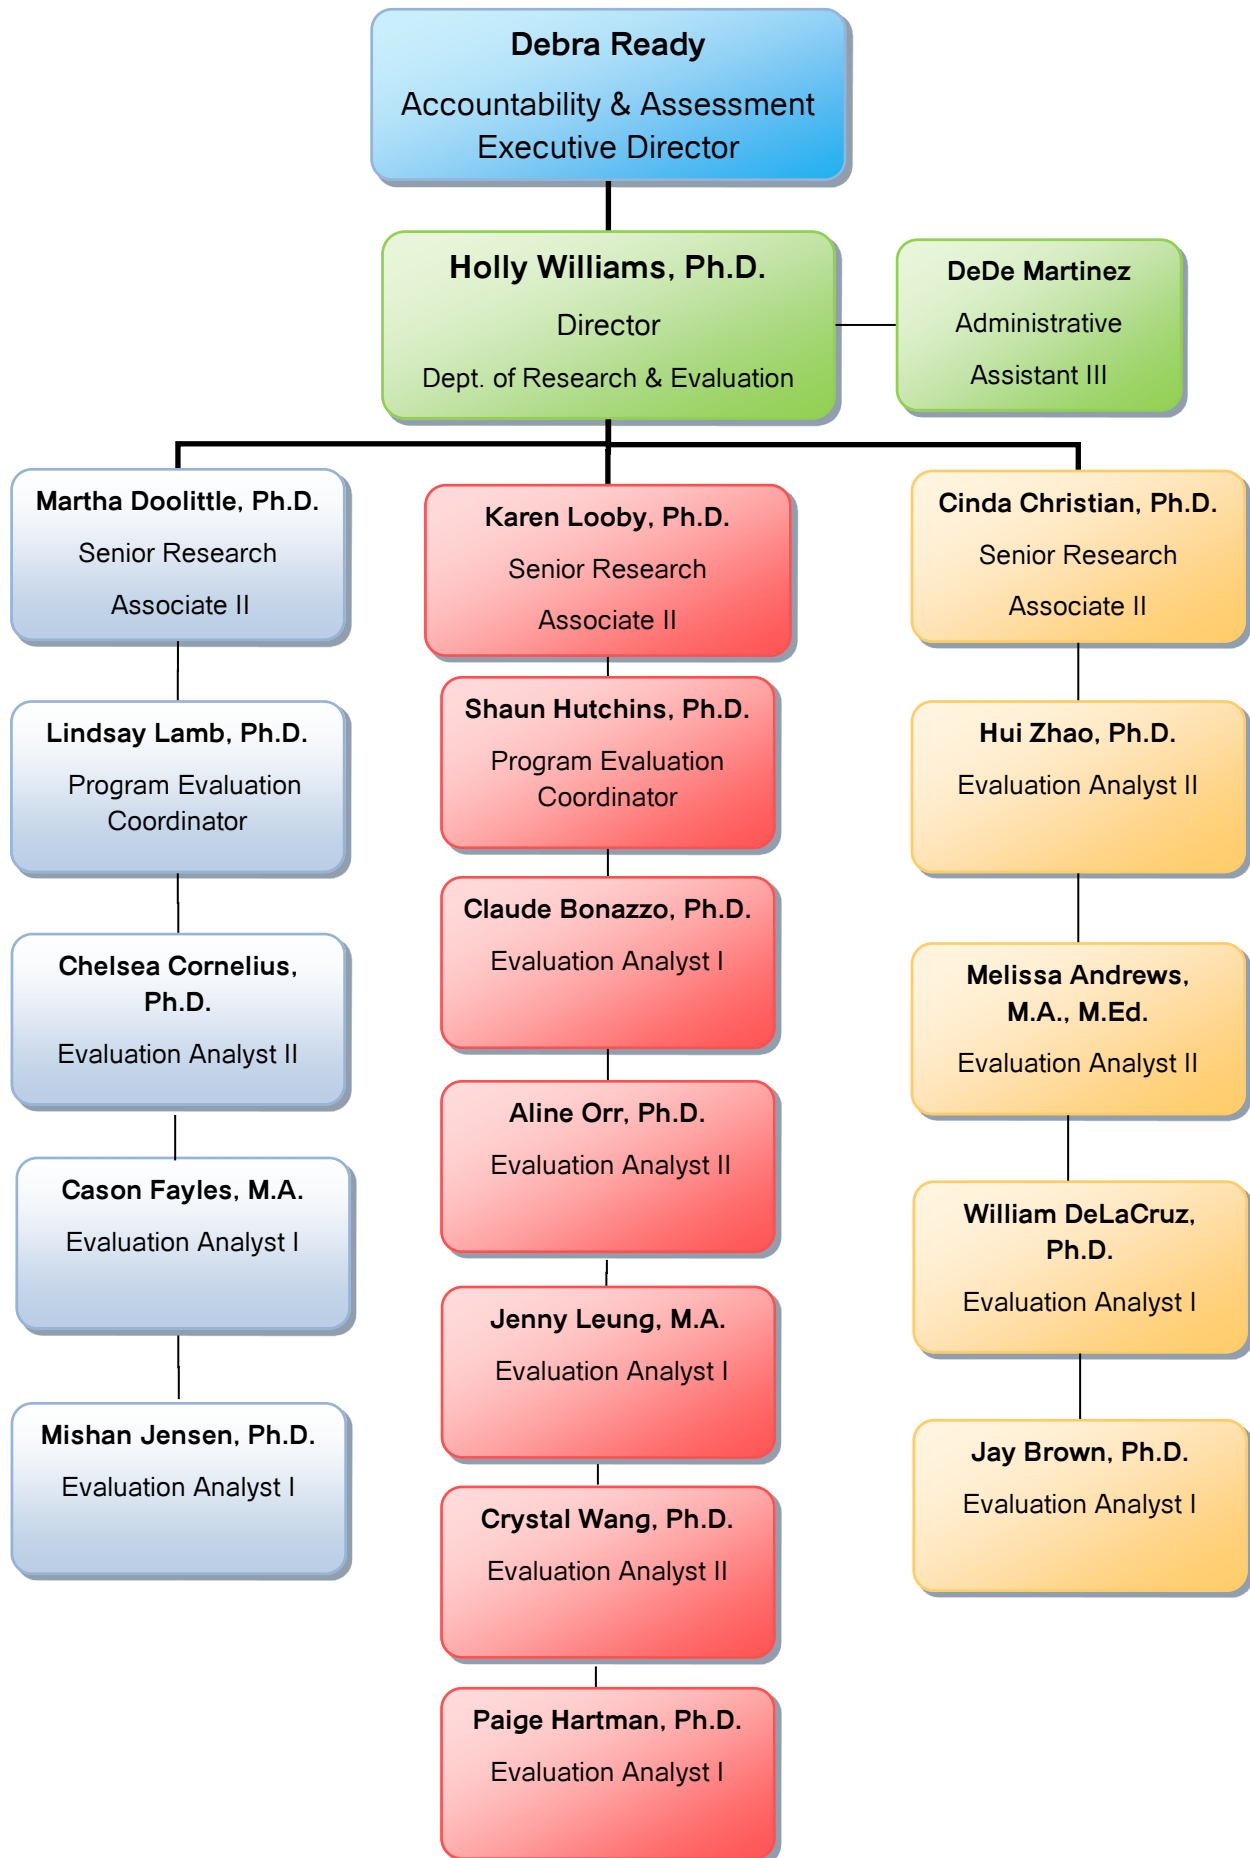 Debra Ready
Accountability & Assessment
Executive Director
Holly Williams, Ph.D.
Director
Dept. of Research & Evaluation
DeDe Martinez
Administrative
Assistant III
Martha Doolittle, Ph.D.
Senior Research
Associate II
Lindsay Lamb, Ph.D.
Program Evaluation
Coordinator
Chelsea Cornelius,
Ph.D.
Evaluation Analyst II
Cason Fayles, M.A.
Evaluation Analyst I
Mishan Jensen, Ph.D.
Evaluation Analyst I
Karen Looby, Ph.D.
Senior Research
Associate II
Shaun Hutchins, Ph.D.
Program Evaluation
Coordinator
Claude Bonazzo, Ph.D.
Evaluation Analyst I
Aline Orr, Ph.D.
Evaluation Analyst II
Jenny Leung, M.A.
Evaluation Analyst I
Crystal Wang, Ph.D.
Evaluation Analyst II
Paige Hartman, Ph.D.
Evaluation Analyst I
Cinda Christian, Ph.D.
Senior Research
Associate II
Hui Zhao, Ph.D.
Evaluation Analyst II
Melissa Andrews,
M.A., M.Ed.
Evaluation Analyst II
William DeLaCruz,
Ph.D.
Evaluation Analyst I
Jay Brown, Ph.D.
Evaluation Analyst I